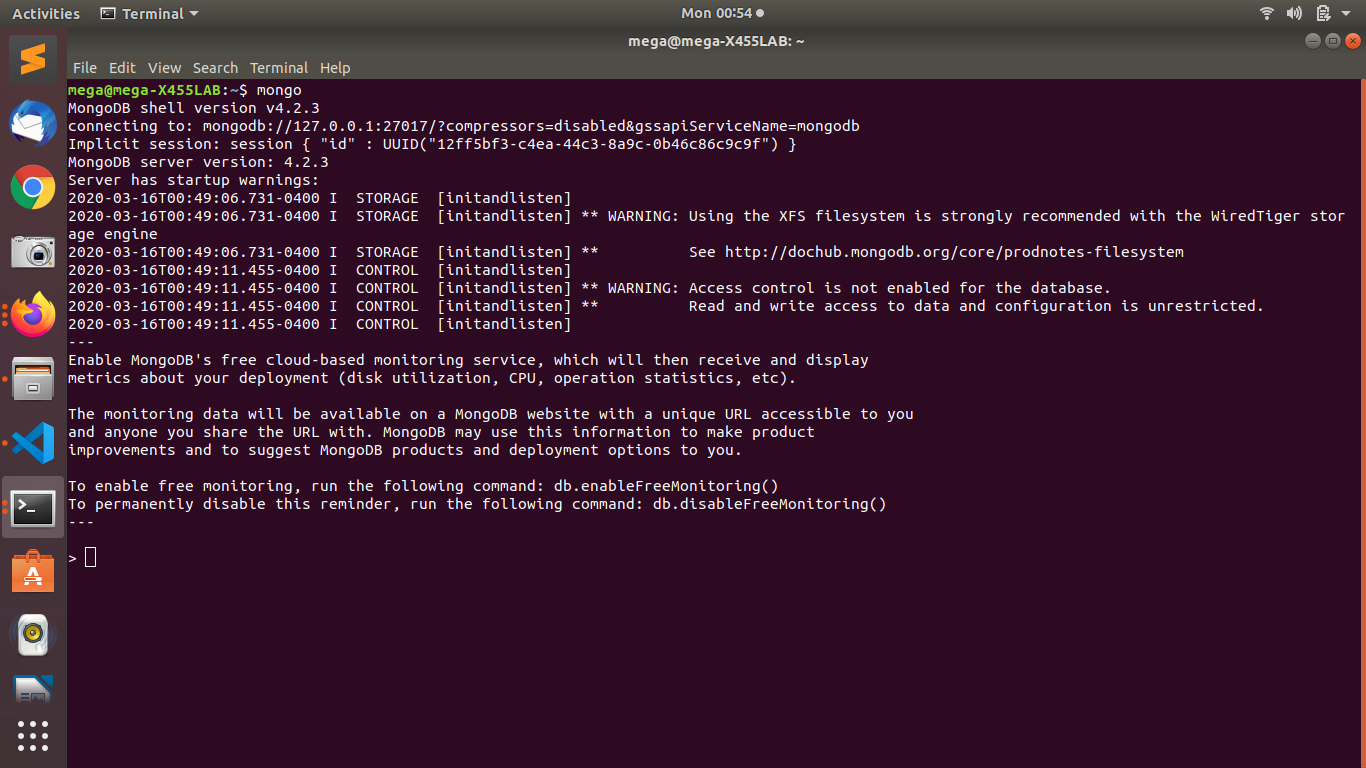 Activities Terminal Mon 00:54
mega@mega-X455LAB: ~
File Edit View Search Terminal Help
mega@mega-X455LAB:~$ mongo
MongoDB shell version v4.2.3
connecting to: mongodb://127.0.0.1:27017/?compressors=disabled&gssapiServiceName=mongodb
Implicit session: session { "id" : UUID("12ff5bf3-c4ea-44c3-8a9c-0b46c86c9c9f") }
MongoDB server version: 4.2.3
Server has startup warnings:
2020-03-16T00:49:06.731-0400 I  STORAGE  [initandlisten]
2020-03-16T00:49:06.731-0400 I  STORAGE  [initandlisten] ** WARNING: Using the XFS filesystem is strongly recommended with the WiredTiger stor
age engine
2020-03-16T00:49:06.731-0400 I  STORAGE  [initandlisten] **          See http://dochub.mongodb.org/core/prodnotes-filesystem
2020-03-16T00:49:11.455-0400 I  CONTROL  [initandlisten]
2020-03-16T00:49:11.455-0400 I  CONTROL  [initandlisten] ** WARNING: Access control is not enabled for the database.
2020-03-16T00:49:11.455-0400 I  CONTROL  [initandlisten] **          Read and write access to data and configuration is unrestricted.
2020-03-16T00:49:11.455-0400 I  CONTROL  [initandlisten]
---
Enable MongoDB's free cloud-based monitoring service, which will then receive and display
metrics about your deployment (disk utilization, CPU, operation statistics, etc).
The monitoring data will be available on a MongoDB website with a unique URL accessible to you
and anyone you share the URL with. MongoDB may use this information to make product
improvements and to suggest MongoDB products and deployment options to you.
To enable free monitoring, run the following command: db.enableFreeMonitoring()
To permanently disable this reminder, run the following command: db.disableFreeMonitoring()
---
>